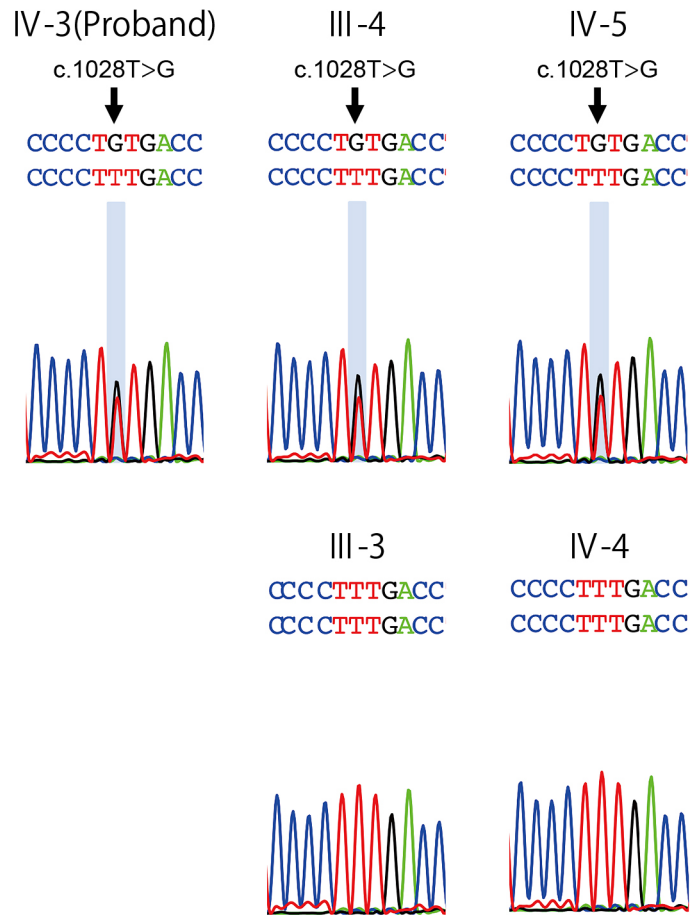 IV-3(Proband)
c.1028T>G
CCCCTGTGACC
CCCCTTTGACC
III-4
c.1028T>G
CCCCTGTGACC
CCCCTTTGACC
IV-5
c.1028T>G
CCCCTGTGACC
CCCCTTTGACC
III-3
CCCCTTTGACC
CCCCTTTGACC
IV-4
CCCCTTTGACC
CCCCTTTGACC